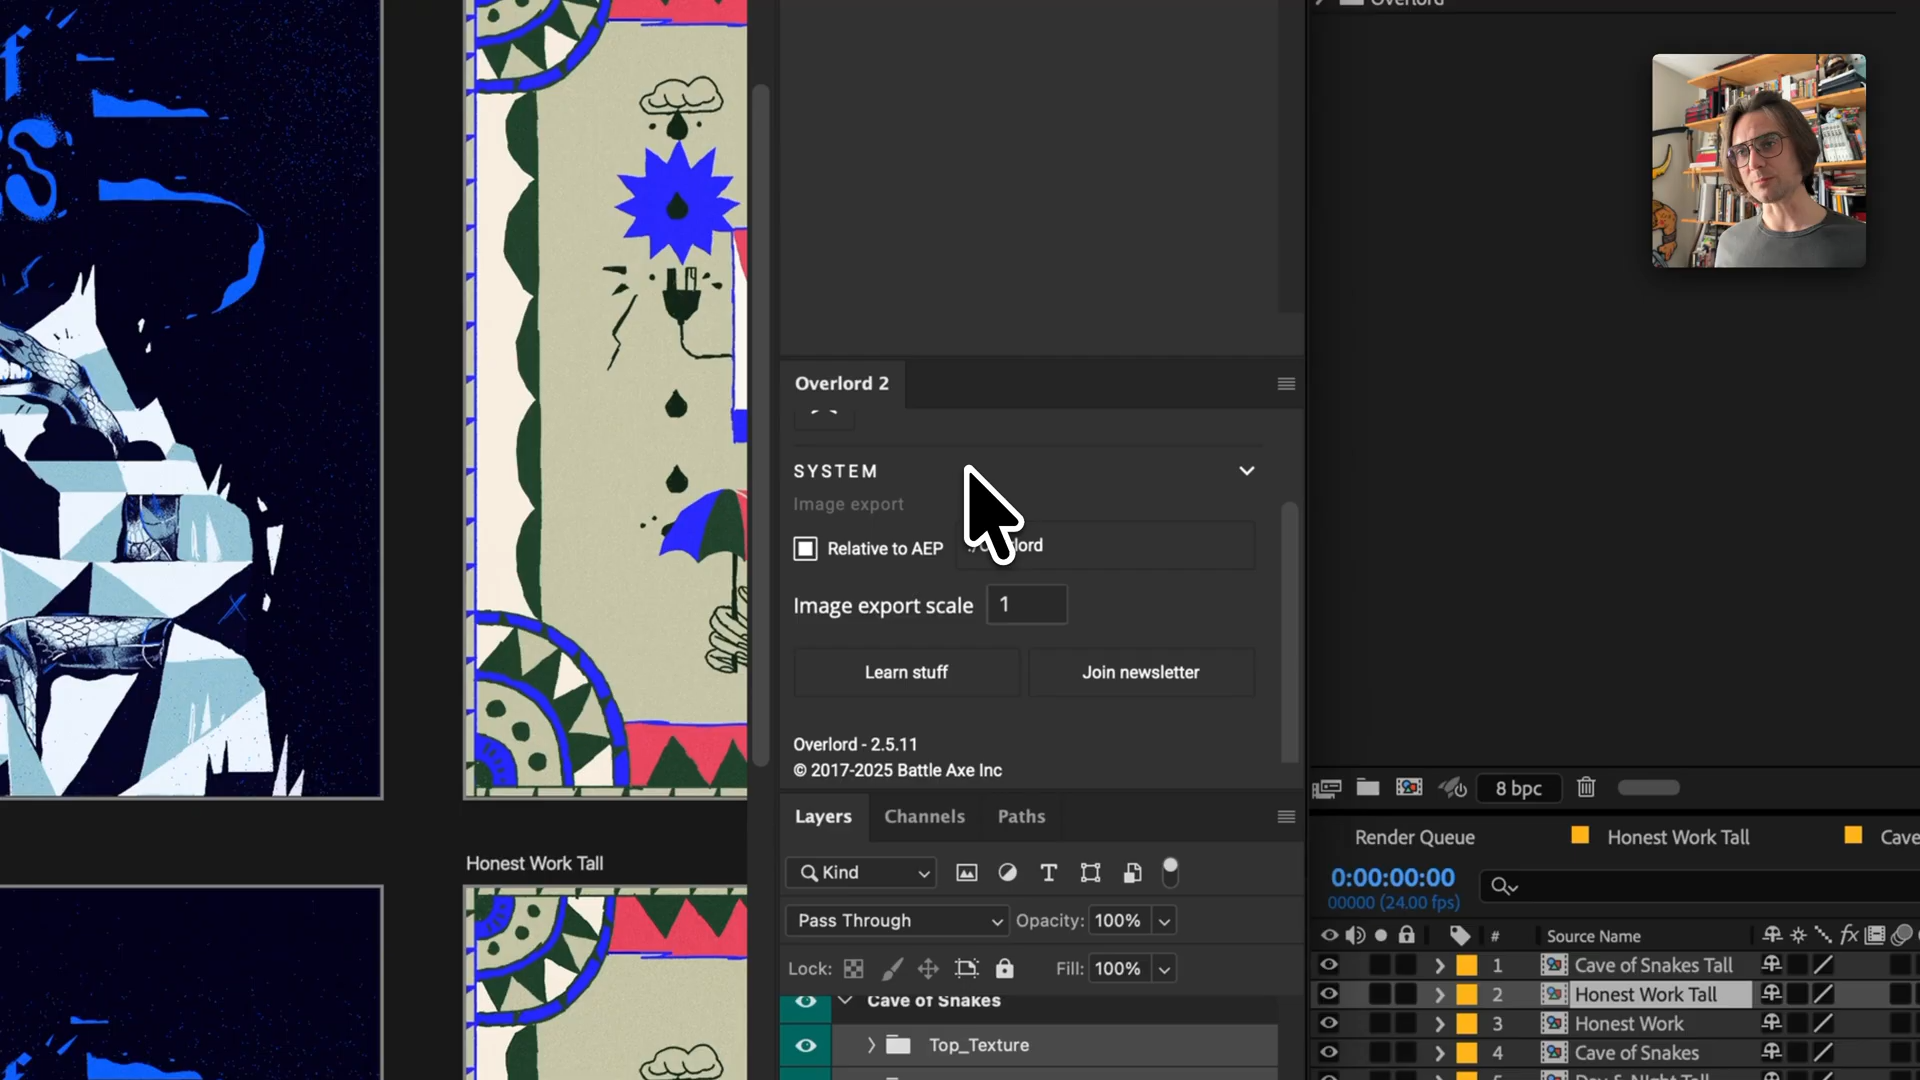 Overlord
Overlord 2
SYSTEM
Image export
Relative to AEP
Image export scale
1
Learn stuff
Join newsletter
Overlord - 2.5.11
© 2017-2025 Battle Axe Inc
Layers
Channels
Paths
Kind
Pass Through
Opacity: 100%
Lock:
Fill: 100%
Cave of Snakes
Top_Texture
Honest Work Tall
8 bpc
Render Queue
Honest Work Tall
Cave
0:00:00:00
00000 (24.00 fps)
# Source Name
fx
1 Cave of Snakes Tall
2 Honest Work Tall
3 Honest Work
4 Cave of Snakes